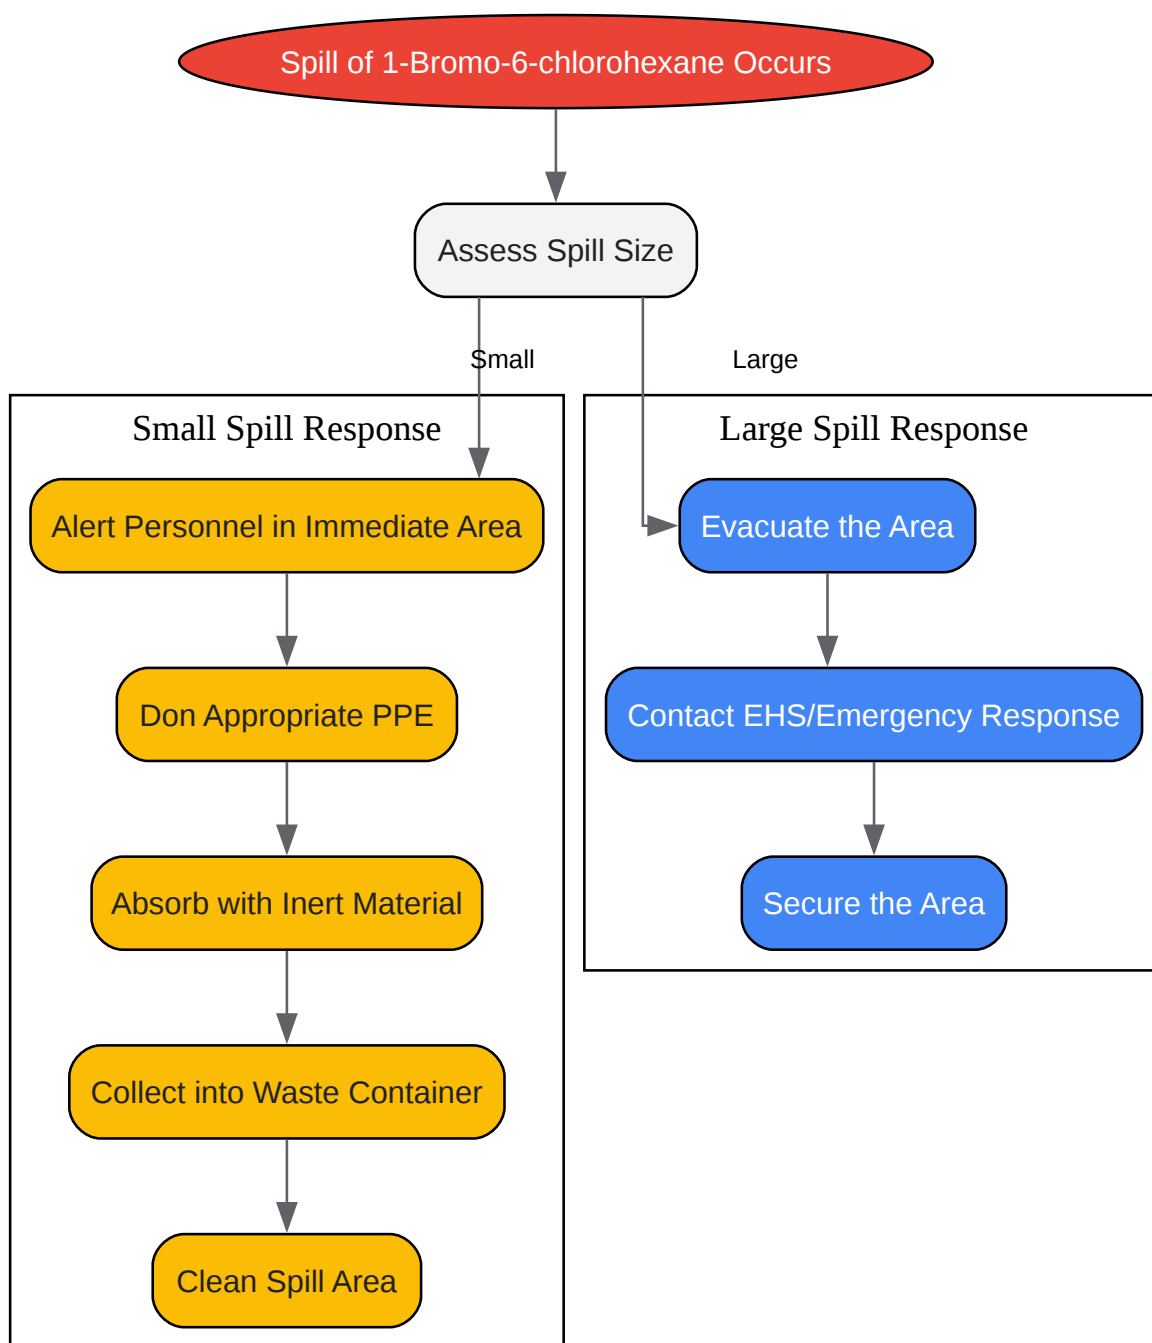 Spill of 1-Bromo-6-chlorohexane Occurs
Assess Spill Size
Small
Large
Small Spill Response
Alert Personnel in Immediate Area
Don Appropriate PPE
Absorb with Inert Material
Collect into Waste Container
Clean Spill Area
Large Spill Response
Evacuate the Area
Contact EHS/Emergency Response
Secure the Area